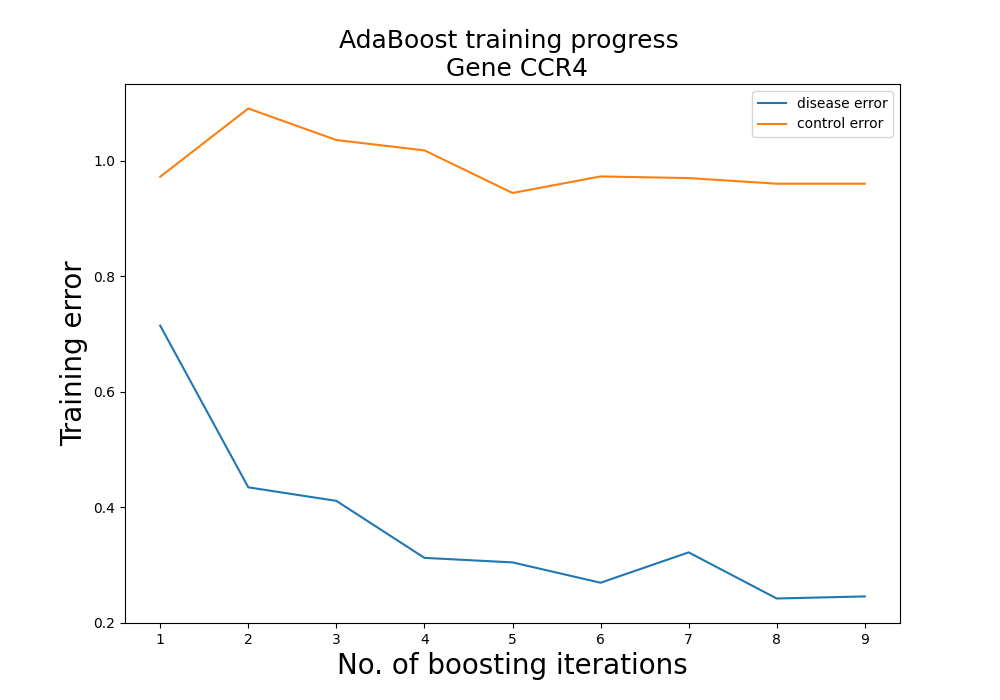 AdaBoost training progress
Gene CCR4
disease error
control error
Training error
1.0
0.8
0.6
0.4
0.2
1 2 3 4 5 6 7 8 9
No. of boosting iterations